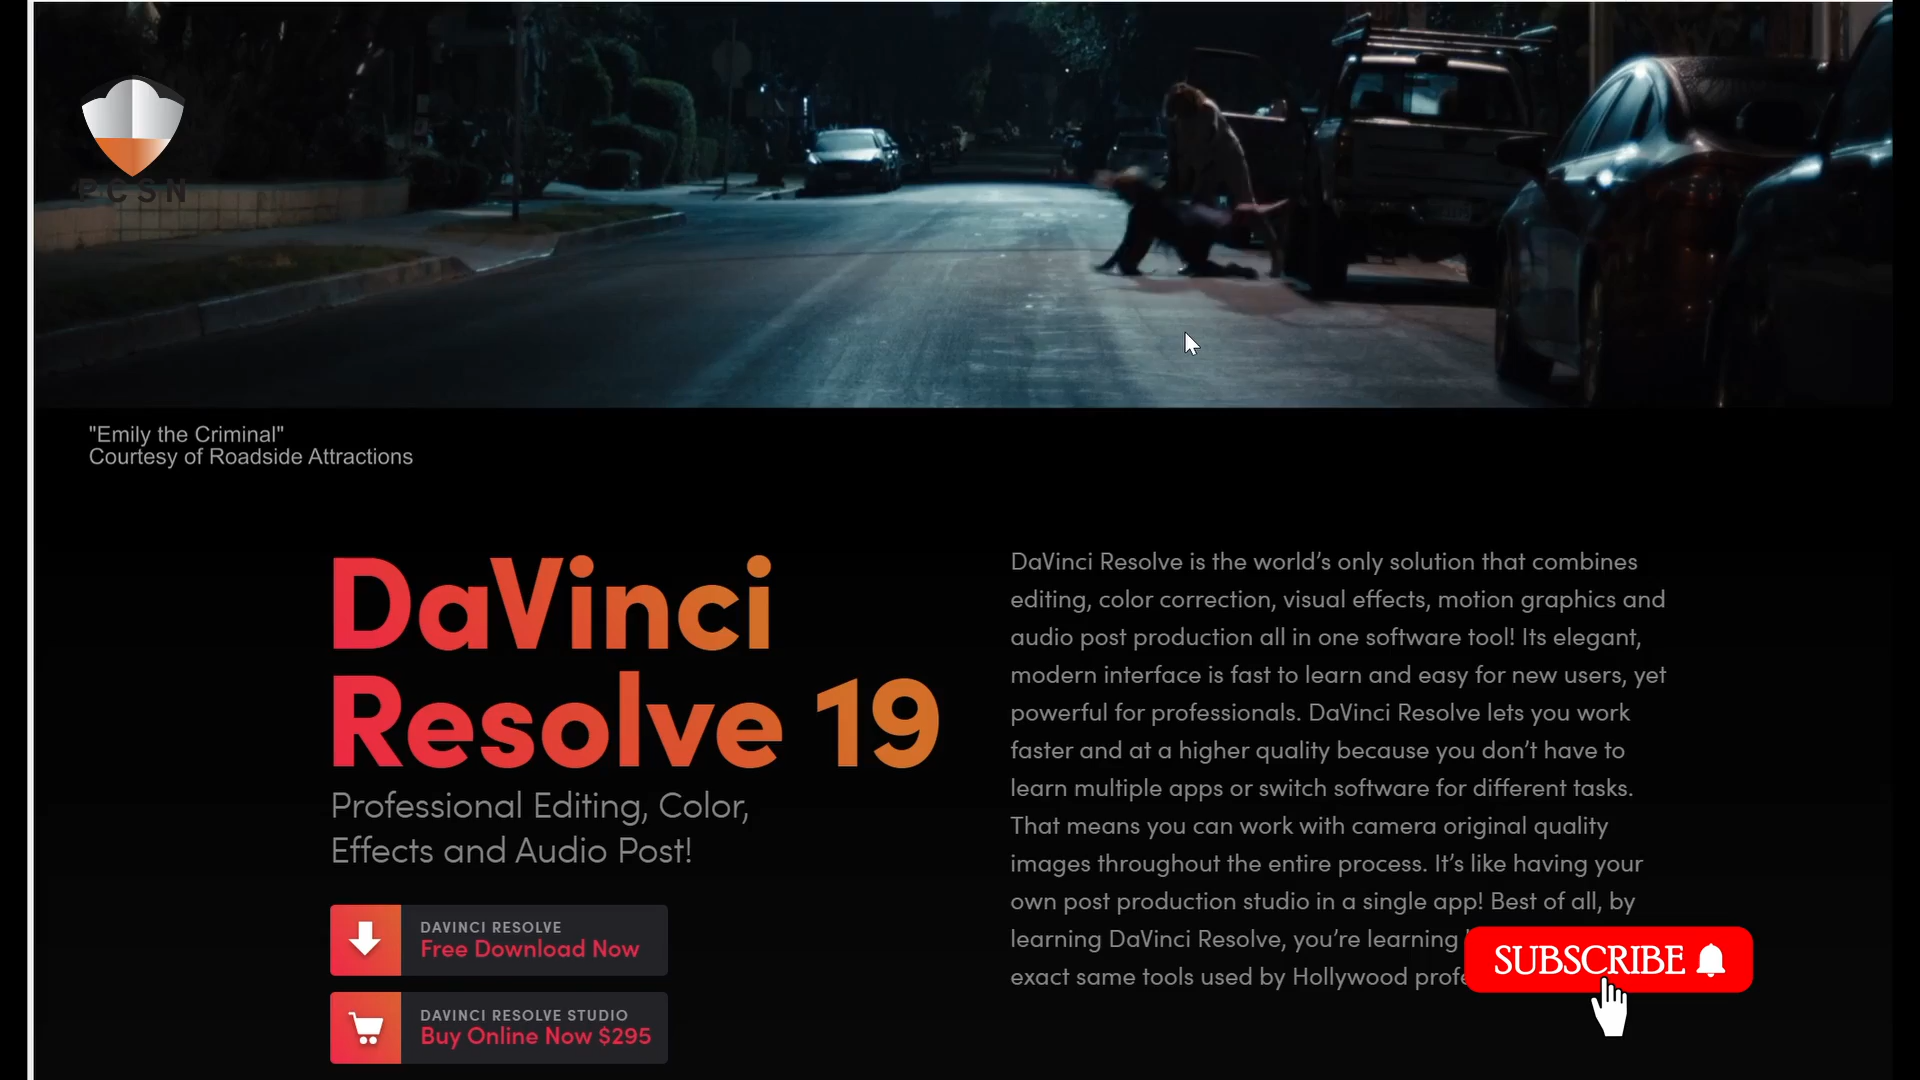 PCSN
"Emily the Criminal"
Courtesy of Roadside Attractions
DaVinci
Resolve 19
Professional Editing, Color,
Effects and Audio Post!
DAVINCI RESOLVE
Free Download Now
DAVINCI RESOLVE STUDIO
Buy Online Now $295
DaVinci Resolve is the world’s only solution that combines
editing, color correction, visual effects, motion graphics and
audio post production all in one software tool! Its elegant,
modern interface is fast to learn and easy for new users, yet
powerful for professionals. DaVinci Resolve lets you work
faster and at a higher quality because you don’t have to
learn multiple apps or switch software for different tasks.
That means you can work with camera original quality
images throughout the entire process. It’s like having your
own post production studio in a single app! Best of all, by
learning DaVinci Resolve, you’re learning
exact same tools used by Hollywood
SUBSCRIBE